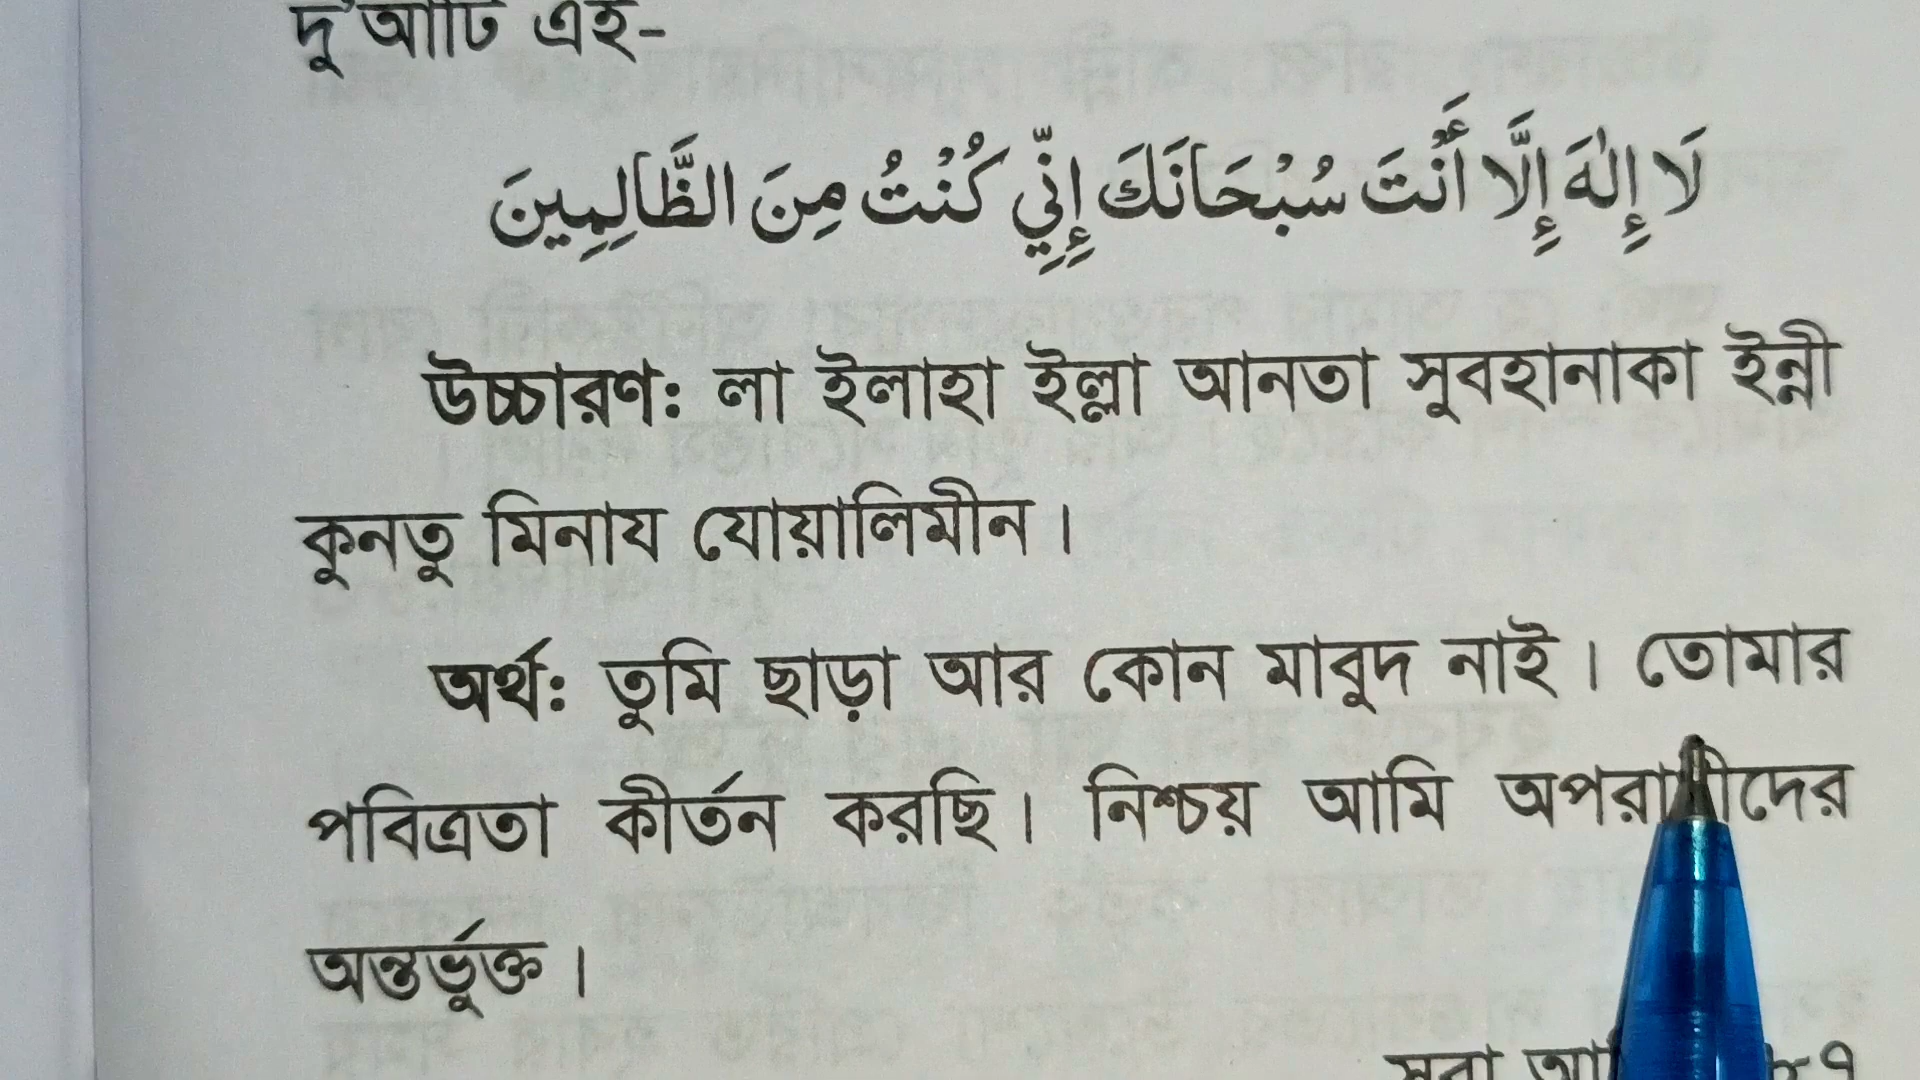 দু'আটি এই-
لَا إِلٰهَ إِلَّا أَنْتَ سُبْحَانَكَ إِنِّي كُنْتُ مِنَ الظَّالِمِينَ
উচ্চারণ: লা ইলাহা ইল্লা আনতা সুবহানাকা ইন্নী
কুনতু মিনায যোয়ালিমীন।
অর্থ: তুমি ছাড়া আর কোন মাবুদ নাই। তোমার
পবিত্রতা কীর্তন করছি। নিশ্চয় আমি অপরাধীদের
অন্তর্ভুক্ত।
সূরা